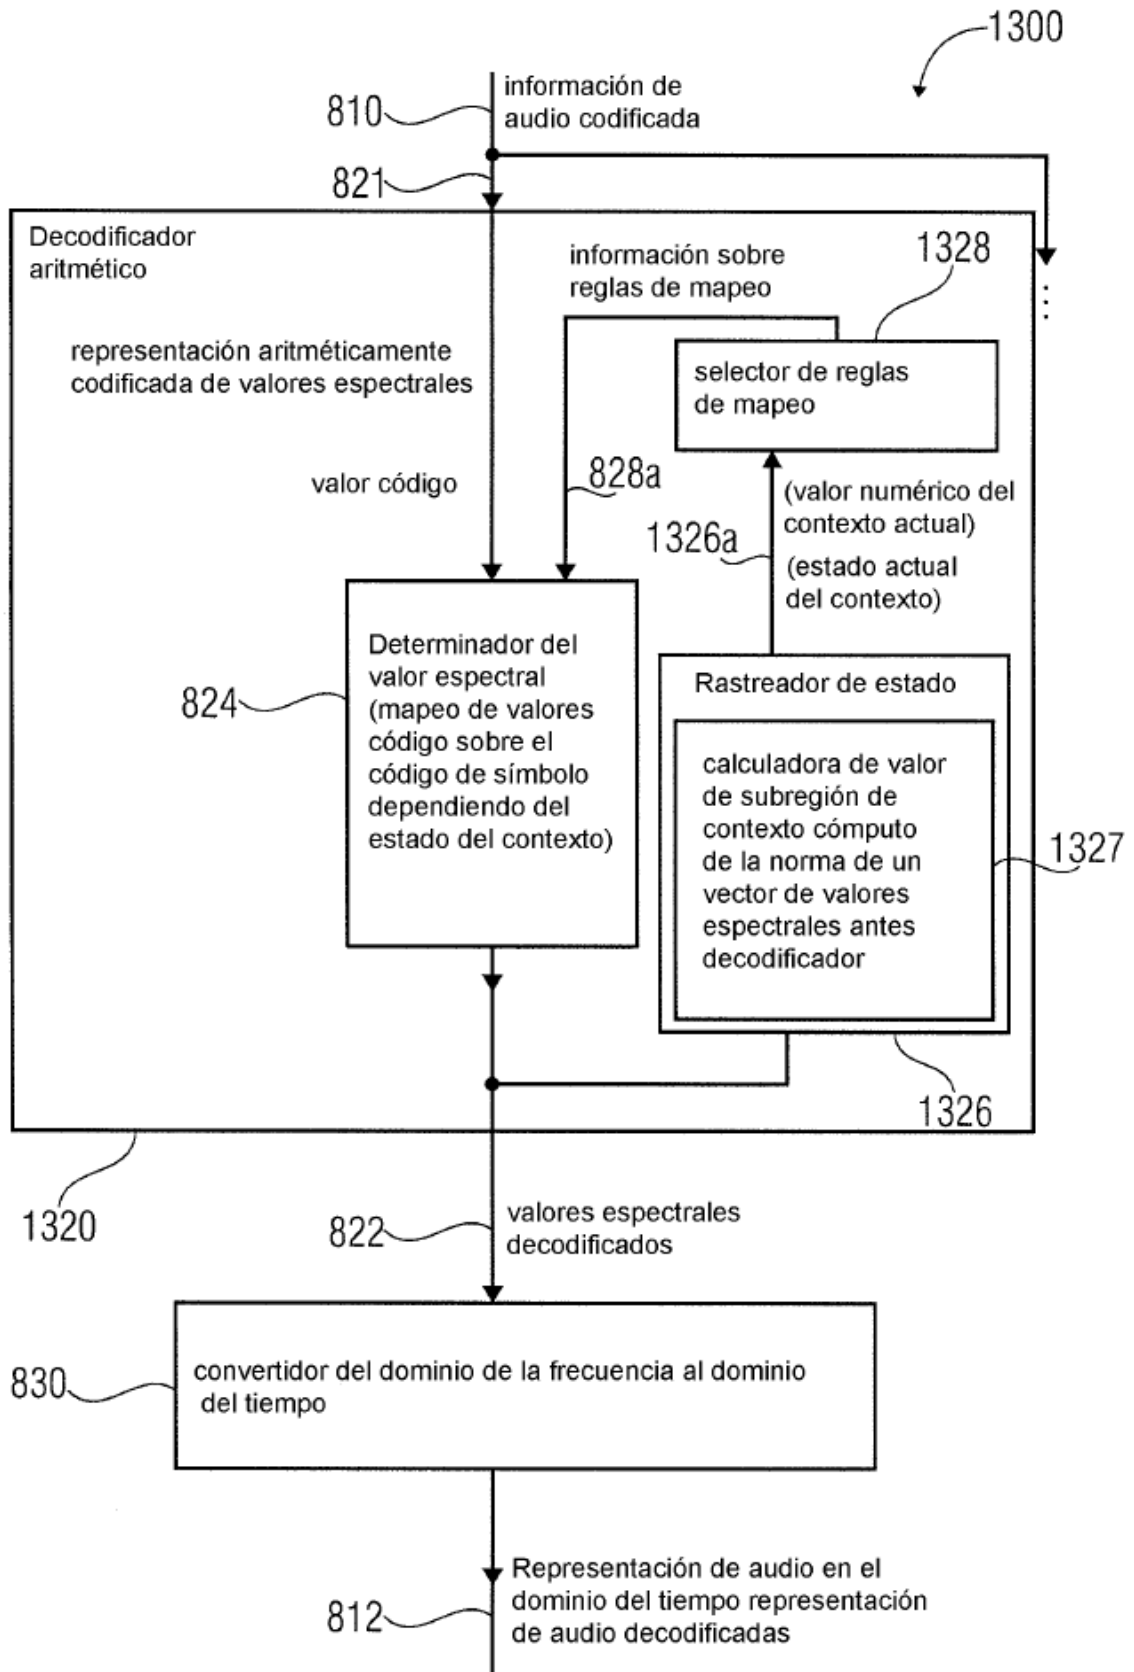 1300
información de
audio codificada
810
821
Decodificador
aritmético
información sobre
reglas de mapeo
1328
⋮
representación aritméticamente
codificada de valores espectrales
selector de reglas
de mapeo
valor código
828a
(valor numérico del
contexto actual)
1326a
(estado actual
del contexto)
Determinador del
valor espectral
(mapeo de valores
código sobre el
código de símbolo
dependiendo del
estado del contexto)
824
Rastreador de estado
calculadora de valor
de subregión de
contexto cómputo
de la norma de un
vector de valores
espectrales antes
decodificador
1327
1326
1320
822
valores espectrales
decodificados
830
convertidor del dominio de la frecuencia al dominio
del tiempo
812
Representación de audio en el
dominio del tiempo representación
de audio decodificadas